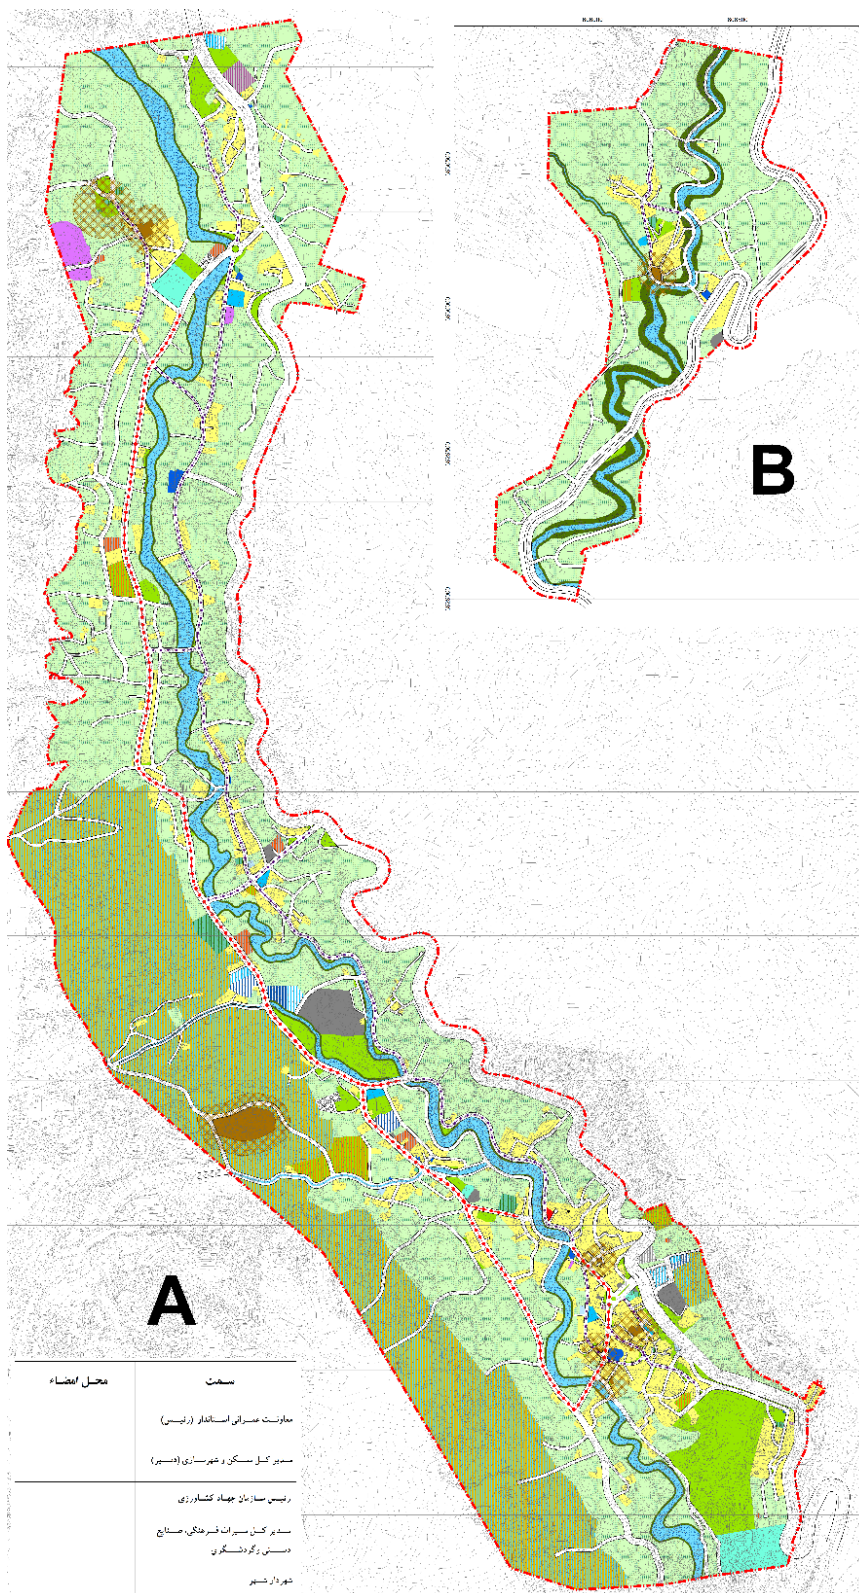 B
A
سمت
محل امضاء
معاونت عمرانی استاندار (رئیس)
مدیر کل مسکن و شهرسازی (دبیر)
رئیس سازمان جهاد کشاورزی
مدیر کل میراث فرهنگی، صنایع
دستی و گردشگری
شهردار شهر